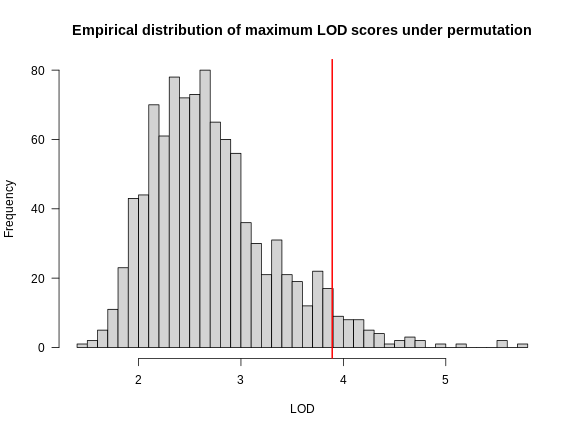 Empirical distribution of maximum LOD scores under permutation
Frequency
80
60
40
20
0
2 3 4 5
LOD